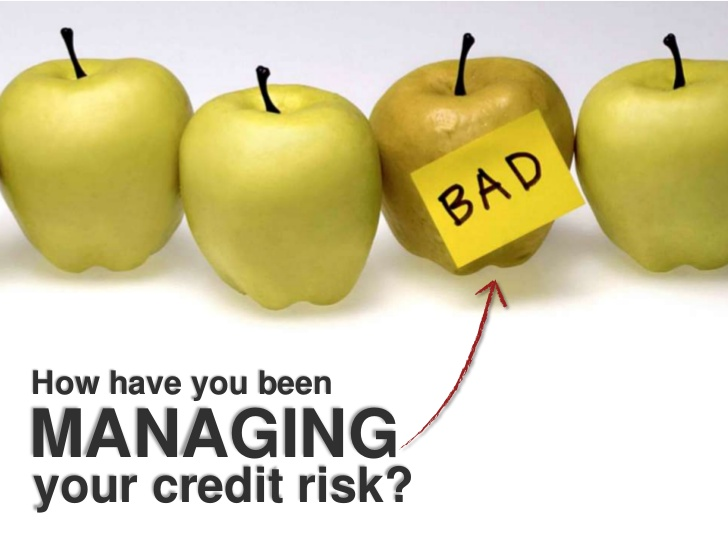 BAD
How have you been
MANAGING
your credit risk?